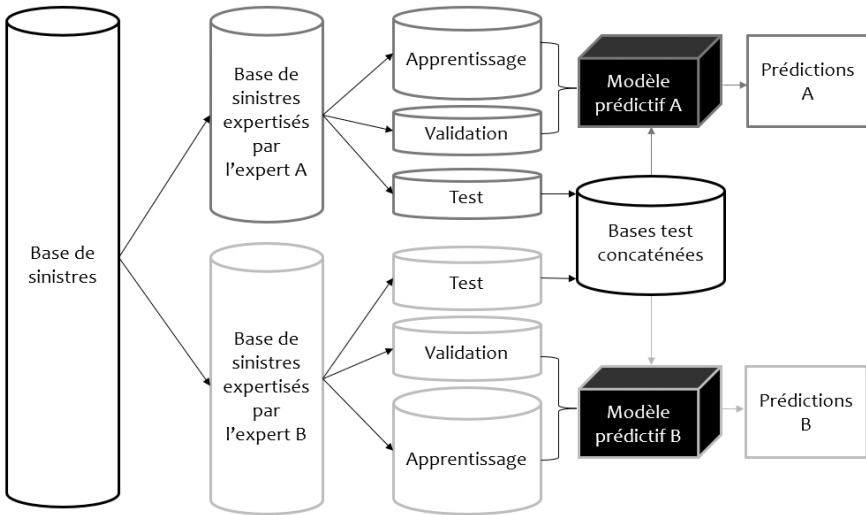 Base de
sinistres
Base de
sinistres
expertisés
par
l'expert A
Apprentissage
Validation
Test
Modèle
prédictif A
Prédictions
A
Bases test
concaténées
Base de
sinistres
expertisés
par
l'expert B
Test
Validation
Apprentissage
Modèle
prédictif B
Prédictions
B